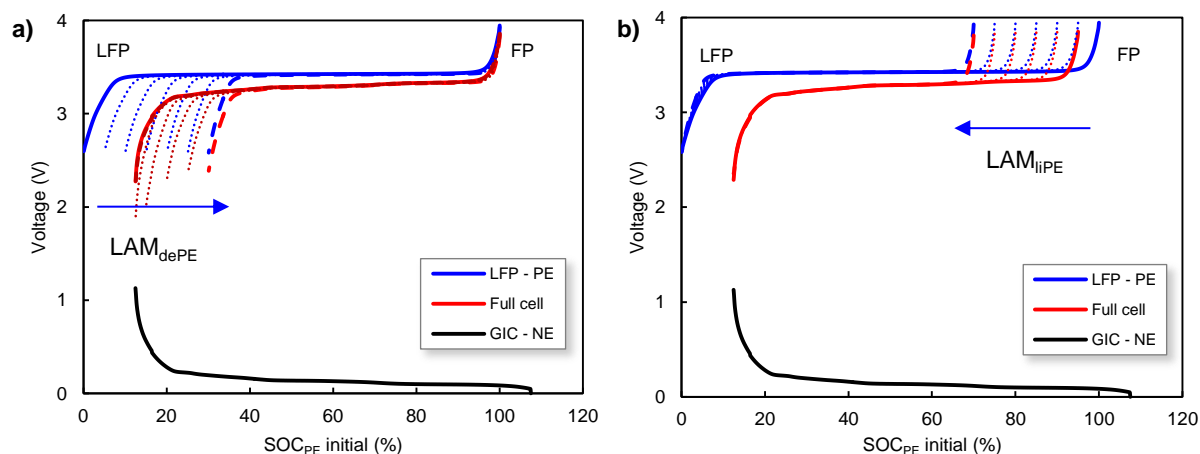 a)
4
3
2
1
0
Voltage (V)
LFP
FP
LAMdePE
LFP - PE
Full cell
GIC - NE
0 20 40 60 80 100 120
SOCPE initial (%)
b)
4
3
2
1
0
Voltage (V)
LFP
FP
LAMliPE
LFP - PE
Full cell
GIC - NE
0 20 40 60 80 100 120
SOCPE initial (%)